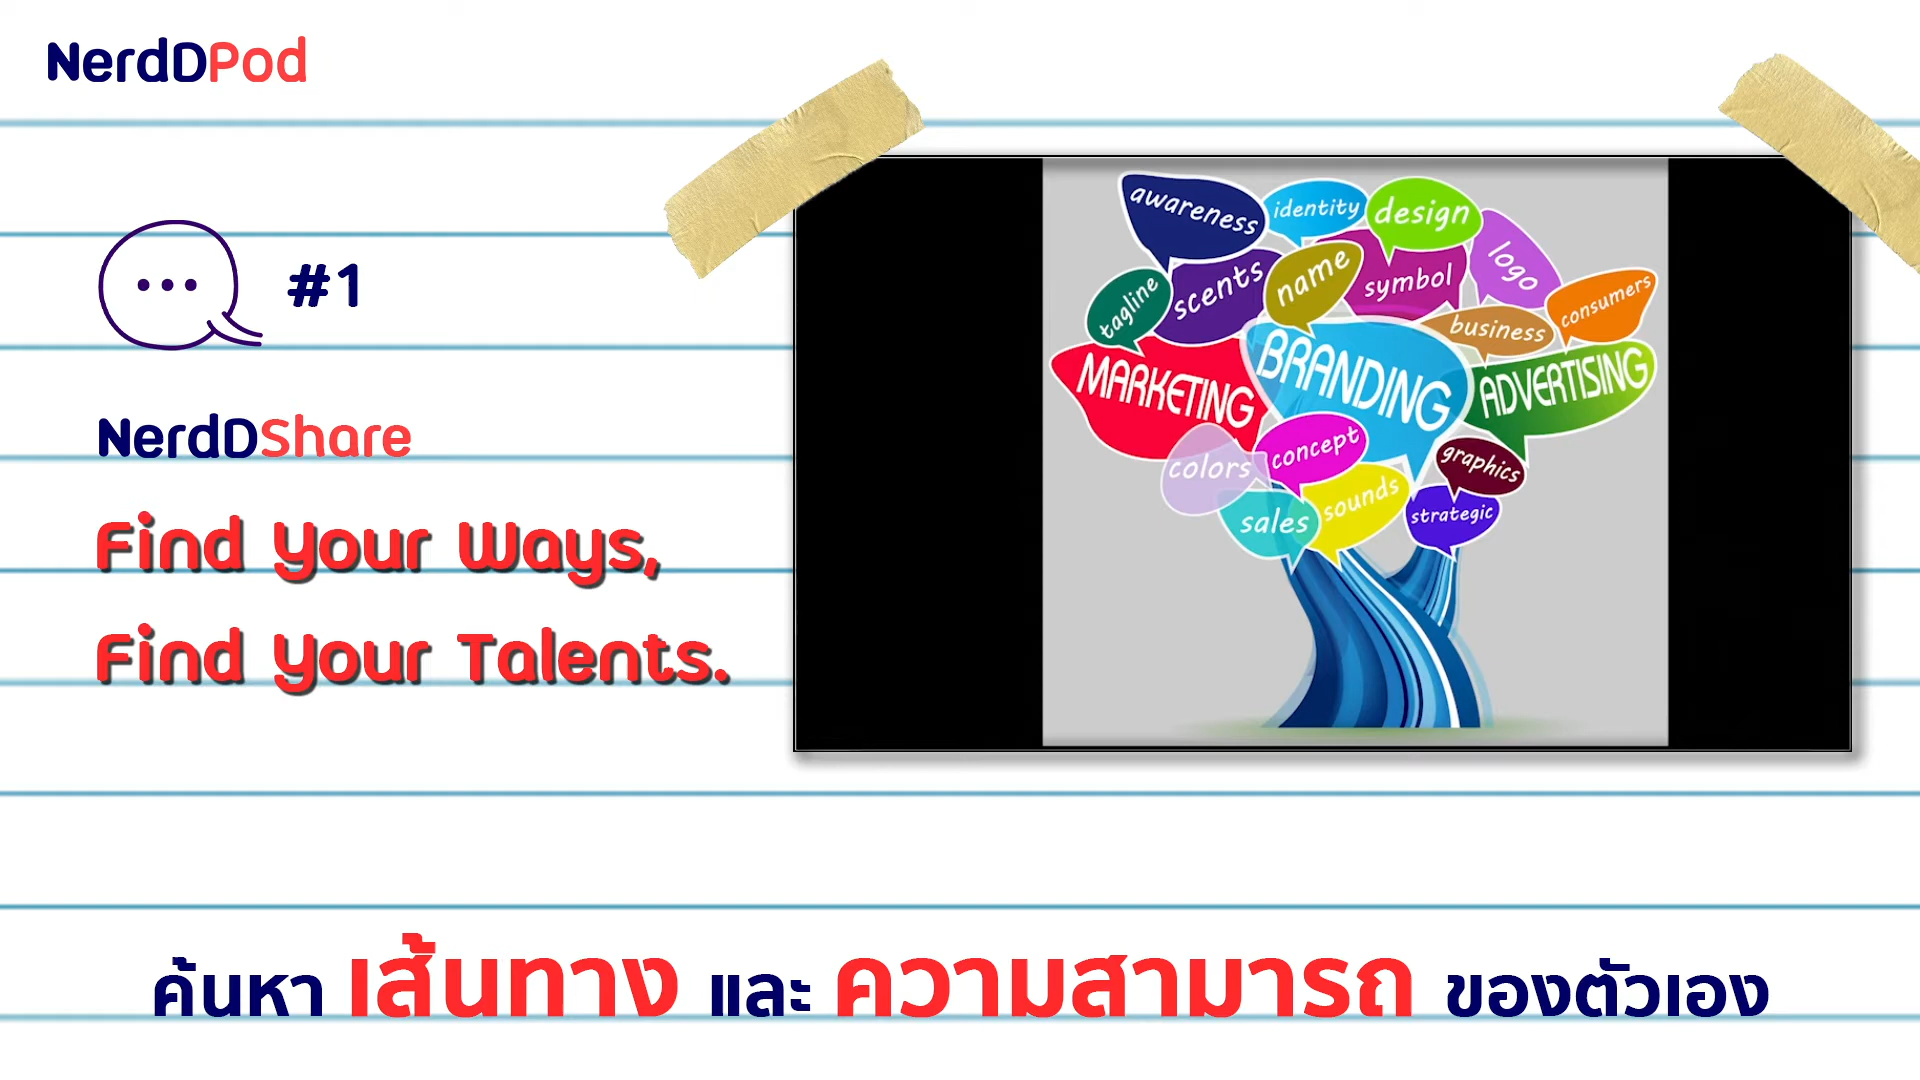 NerdDPod
#1
NerdDShare
Find Your Ways,
Find Your Talents.
awareness
identity
design
logo
tagline
scents
name
symbol
consumers
business
MARKETING
BRANDING
ADVERTISING
colors
concept
graphics
sales
sounds
strategic
ค้นหา เส้นทาง และ ความสามารถ ของตัวเอง